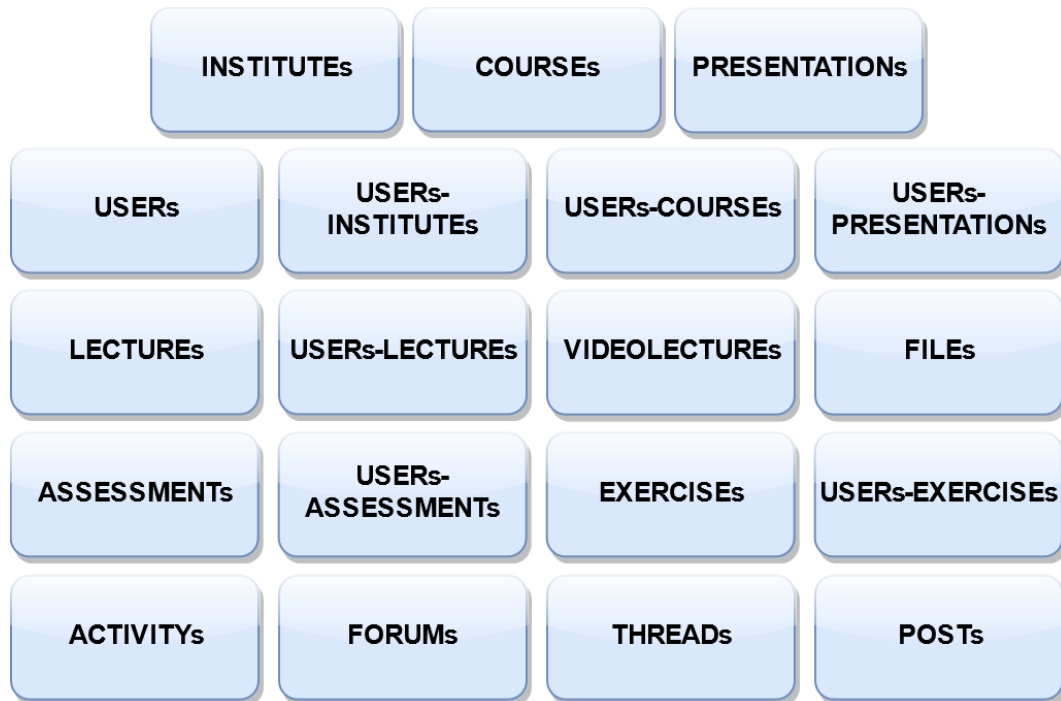 INSTITUTEs
COURSEs
PRESENTATIONs
USERs
USERs-
INSTITUTEs
USERs-COURSEs
USERs-
PRESENTATIONs
LECTUREs
USERs-LECTUREs
VIDEOLECTUREs
FILEs
ASSESSMENTs
USERs-
ASSESSMENTs
EXERCISEs
USERs-EXERCISEs
ACTIVITYs
FORUMs
THREADs
POSTs